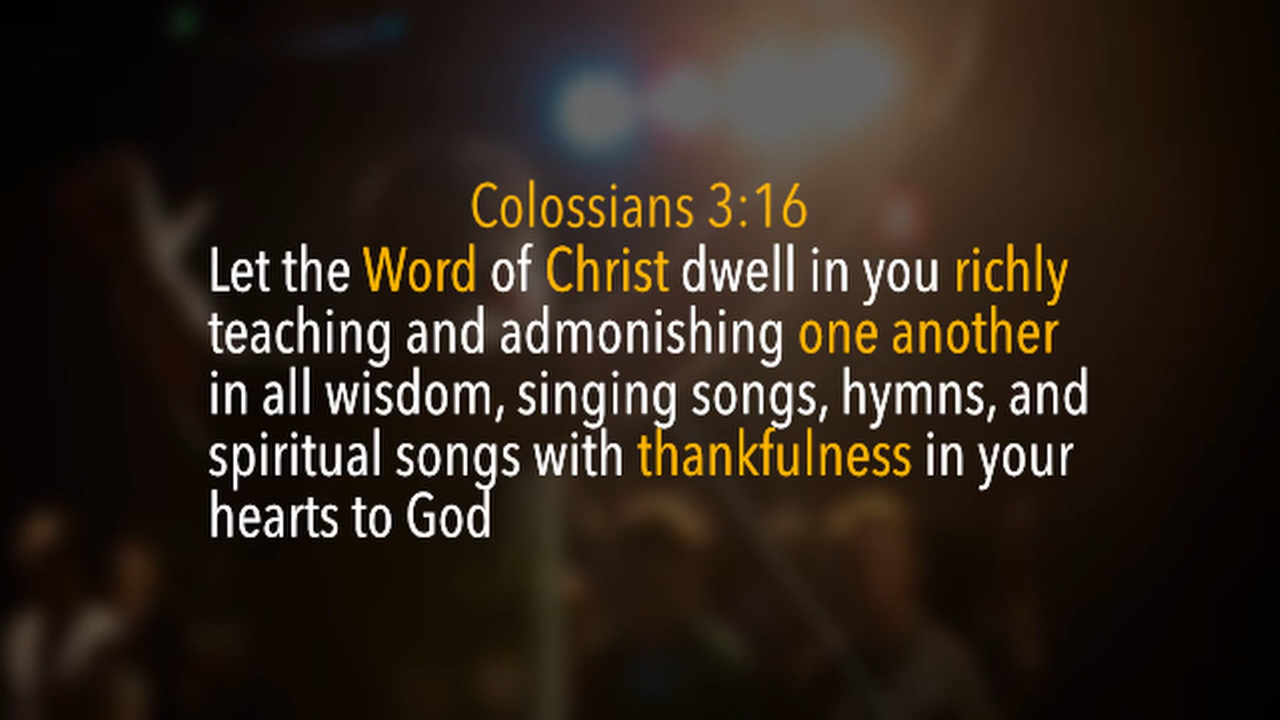 Colossians 3:16
Let the Word of Christ dwell in you richly
teaching and admonishing one another
in all wisdom, singing songs, hymns, and
spiritual songs with thankfulness in your
hearts to God